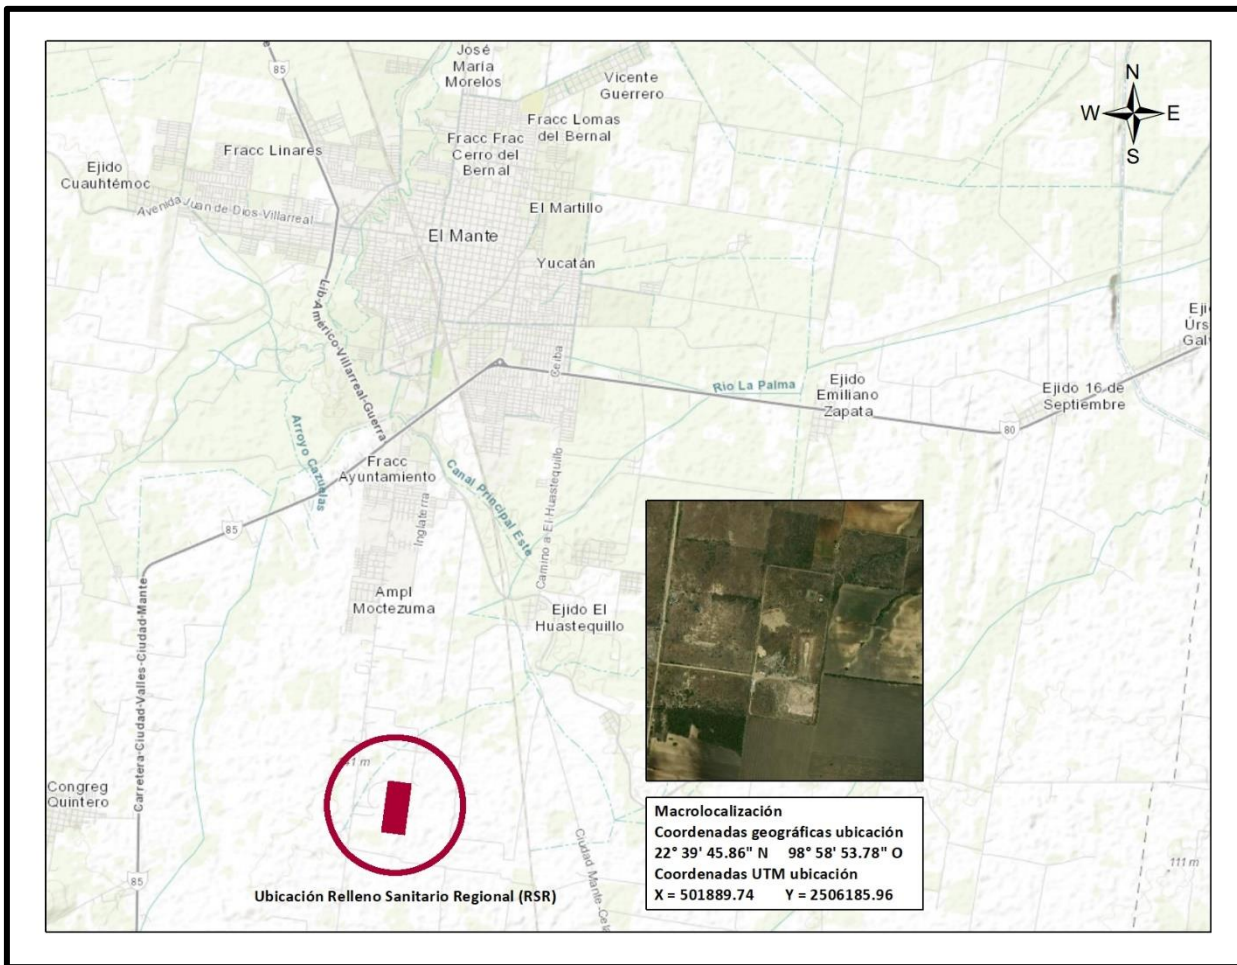 José
María
Morelos
85
Vicente
Guerrero
N
W E
S
Fracc Lomas
del Bernal
Fracc Frac
Cerro del
Bernal
Fracc Linares
Ejido
Cuauhtémoc
Avenida Juan de Dios-Villarreal
El Martillo
El Mante
Yucatán
Lib-Américo-Villarreal-Guerra
Ceiba
Río La Palma
Ejido
Emiliano
Zapata
Ejido 16 de
Septiembre
80
Arroyo Cazuelas
Fracc
Ayuntamiento
Canal Principal Este
Inglaterra
Camino a El Huastequillo
85
Ampl
Moctezuma
Ejido El
Huastequillo
Carretera-Ciudad-Valles-Ciudad-Mante
Congreg
Quintero
85
Ubicación Relleno Sanitario Regional (RSR)
Macrolocalización
Coordenadas geográficas ubicación
22° 39' 45.86" N 98° 58' 53.78" O
Coordenadas UTM ubicación
X = 501889.74 Y = 2506185.96
111 m